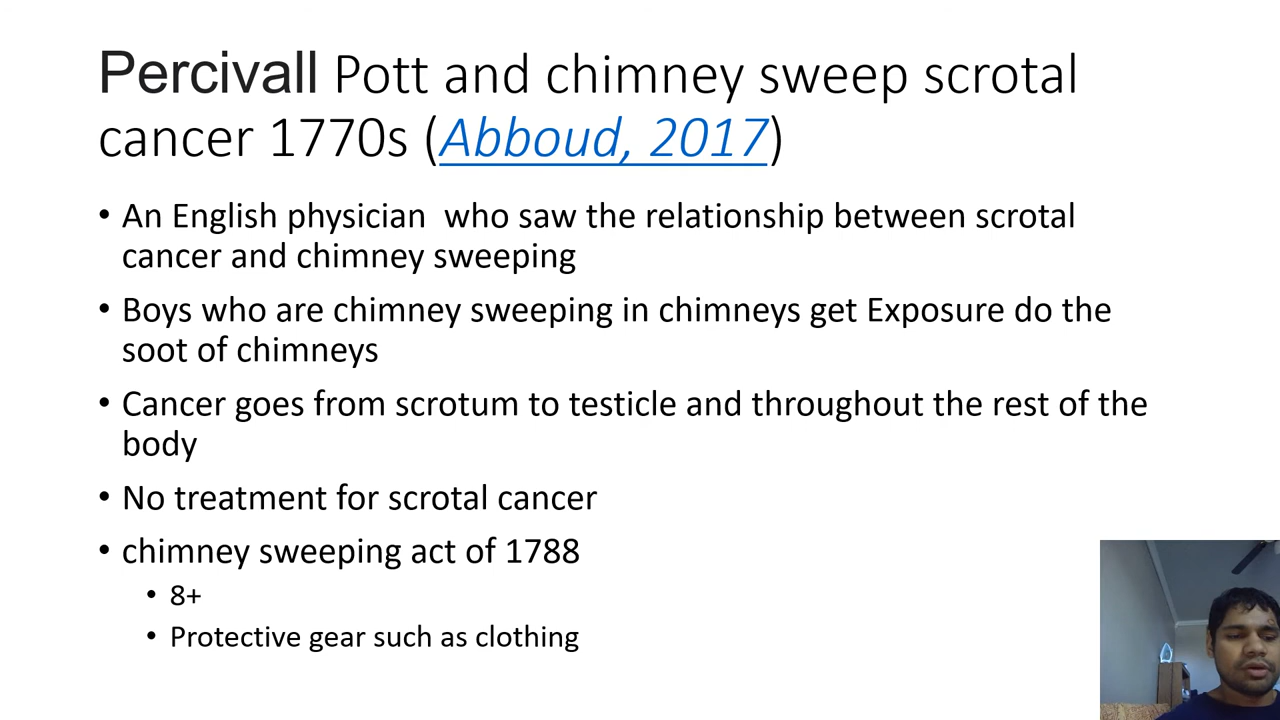 Percivall Pott and chimney sweep scrotal
cancer 1770s (Abboud, 2017)
• An English physician  who saw the relationship between scrotal
cancer and chimney sweeping
• Boys who are chimney sweeping in chimneys get Exposure do the
soot of chimneys
• Cancer goes from scrotum to testicle and throughout the rest of the
body
• No treatment for scrotal cancer
• chimney sweeping act of 1788
• 8+
• Protective gear such as clothing